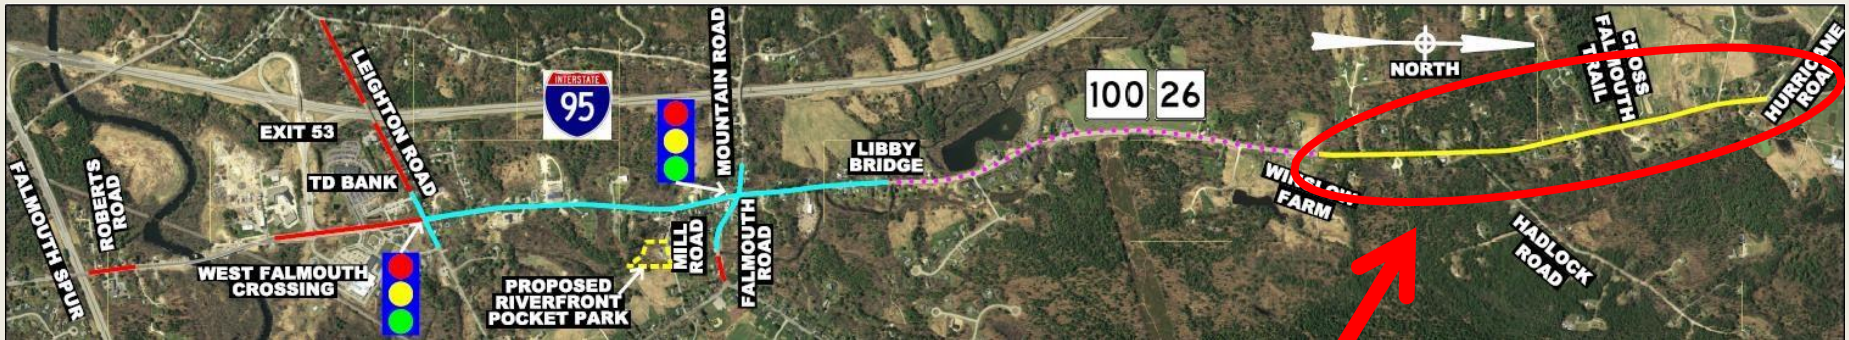 FALMOUTH SPUR
ROBERTS
ROAD
EXIT 53
TD BANK
LEIGHTON ROAD
WEST FALMOUTH
CROSSING
INTERSTATE
95
PROPOSED
RIVERFRONT
POCKET PARK
MILL
ROAD
MOUNTAIN ROAD
FALMOUTH
ROAD
LIBBY
BRIDGE
100
26
WINSLOW
FARM
NORTH
HADLOCK
ROAD
CROSS
FALMOUTH
TRAIL
HURRICANE
ROAD